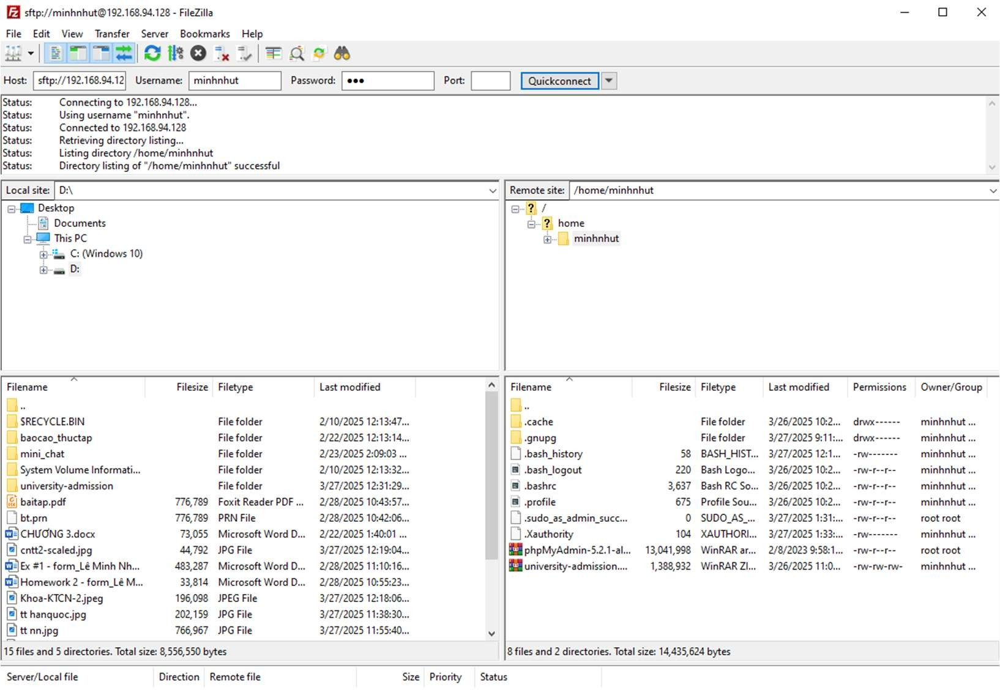 sftp://minhnhut@192.168.94.128 - FileZilla
File Edit View Transfer Server Bookmarks Help
Host: sftp://192.168.94.12 Username: minhnhut Password: ●●● Port: Quickconnect
Status: Connecting to 192.168.94.128...
Status: Using username "minhnhut".
Status: Connected to 192.168.94.128
Status: Retrieving directory listing...
Status: Listing directory /home/minhnhut
Status: Directory listing of "/home/minhnhut" successful
Local site: D:\
Desktop
Documents
This PC
C: (Windows 10)
D:
Remote site: /home/minhnhut
/
home
minhnhut
Filename Filesize Filetype Last modified
..
$RECYCLE.BIN File folder 2/10/2025 12:13:47...
baocao_thuctap File folder 2/22/2025 12:13:14...
mini_chat File folder 2/23/2025 2:09:03 ...
System Volume Informati... File folder 2/10/2025 12:13:32...
university-admission File folder 3/27/2025 12:31:29...
baitap.pdf 776,789 Foxit Reader PDF ... 2/28/2025 10:43:57...
bt.prn 776,789 PRN File 2/28/2025 10:42:06...
CHƯƠNG 3.docx 73,055 Microsoft Word D... 2/22/2025 1:40:01 ...
cntt2-scaled.jpg 44,792 JPG File 3/27/2025 12:19:04...
Ex #1 - form_Lê Minh Nh... 483,287 Microsoft Word D... 2/28/2025 11:10:16...
Homework 2 - form_Lê M... 33,814 Microsoft Word D... 2/28/2025 10:55:23...
Khoa-KTCN-2.jpeg 196,098 JPEG File 3/27/2025 12:18:06...
tt hanquoc.jpg 202,159 JPG File 3/27/2025 11:38:30...
tt nn.jpg 766,967 JPG File 3/27/2025 11:55:40...
15 files and 5 directories. Total size: 8,556,550 bytes
Filename Filesize Filetype Last modified Permissions Owner/Group
..
.cache File folder 3/26/2025 10:2... drwx------ minhnhut ...
.gnupg File folder 3/27/2025 9:11:... drwx------ minhnhut ...
.bash_history 58 BASH_HIST... 3/27/2025 12:1... -rw------- minhnhut ...
.bash_logout 220 Bash Logo... 3/26/2025 10:2... -rw-r--r-- minhnhut ...
.bashrc 3,637 Bash RC So... 3/26/2025 10:2... -rw-r--r-- minhnhut ...
.profile 675 Profile Sou... 3/26/2025 10:2... -rw-r--r-- minhnhut ...
.sudo_as_admin_succ... 0 SUDO_AS_... 3/27/2025 1:31:... -rw-r--r-- root root
.Xauthority 104 XAUTHORI... 3/27/2025 1:33:... -rw------- minhnhut ...
phpMyAdmin-5.2.1-al... 13,041,998 WinRAR ar... 2/8/2023 9:58:1... -rw-r--r-- root root
university-admission.... 1,388,932 WinRAR ZI... 3/26/2025 11:0... -rw-rw-rw- minhnhut ...
8 files and 2 directories. Total size: 14,435,624 bytes
Server/Local file Direction Remote file Size Priority Status